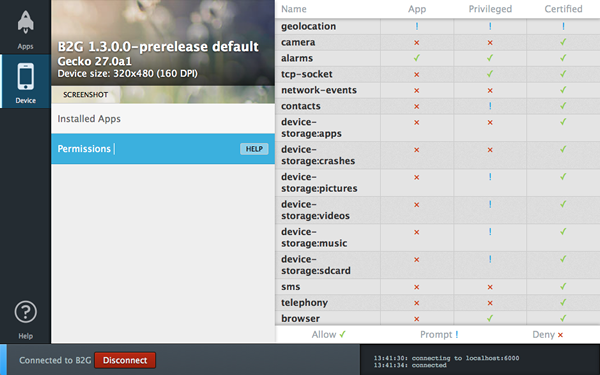 Apps
Device
Help
B2G 1.3.0.0-prerelease default
Gecko 27.0a1
Device size: 320x480 (160 DPI)
SCREENSHOT
Installed Apps
Permissions HELP
Name App Privileged Certified
geolocation ! ! !
camera × × ✓
alarms ✓ ✓ ✓
tcp-socket × ✓ ✓
network-events × × ✓
contacts × ! ✓
device-
storage:apps × × ✓
device-
storage:crashes × × ✓
device-
storage:pictures × ! ✓
device-
storage:videos × ! ✓
device-
storage:music × ! ✓
device-
storage:sdcard × ! ✓
sms × × ✓
telephony × × ✓
browser × ✓ ✓
Allow ✓ Prompt ! Deny ×
Connected to B2G Disconnect
13:41:30: connecting to localhost:6000
13:41:34: connected